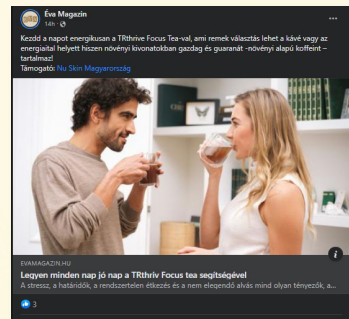 Éva Magazin
14h ·
Kezdd a napot energikusan a TRthrive Focus Tea-val, ami remek választás lehet a kávé vagy az
energiaital helyett hiszen növényi kivonatokban gazdag és guaranát -növényi alapú koffeint –
tartalmaz!
Támogató: Nu Skin Magyarország
EVAMAGAZIN.HU
Legyen minden nap jó nap a TRthriv Focus tea segítségével
A stressz, a határidők, a rendszertelen étkezés és a nem elegendő alvás mind olyan tényezők, a...
3